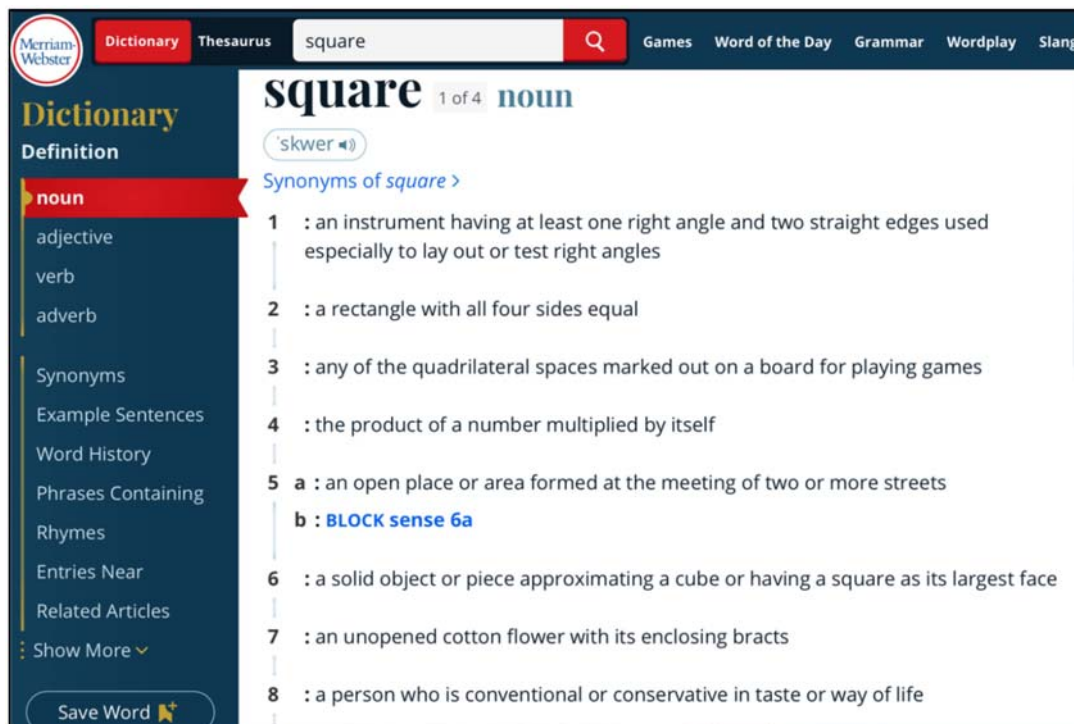 Merriam-
Webster
Dictionary Thesaurus square Games Word of the Day Grammar Wordplay Slang
Dictionary
Definition
noun
adjective
verb
adverb
Synonyms
Example Sentences
Word History
Phrases Containing
Rhymes
Entries Near
Related Articles
Show More
Save Word
square 1 of 4 noun
ˈskwer
Synonyms of square >
1 : an instrument having at least one right angle and two straight edges used
especially to lay out or test right angles
2 : a rectangle with all four sides equal
3 : any of the quadrilateral spaces marked out on a board for playing games
4 : the product of a number multiplied by itself
5 a : an open place or area formed at the meeting of two or more streets
b : BLOCK sense 6a
6 : a solid object or piece approximating a cube or having a square as its largest face
7 : an unopened cotton flower with its enclosing bracts
8 : a person who is conventional or conservative in taste or way of life